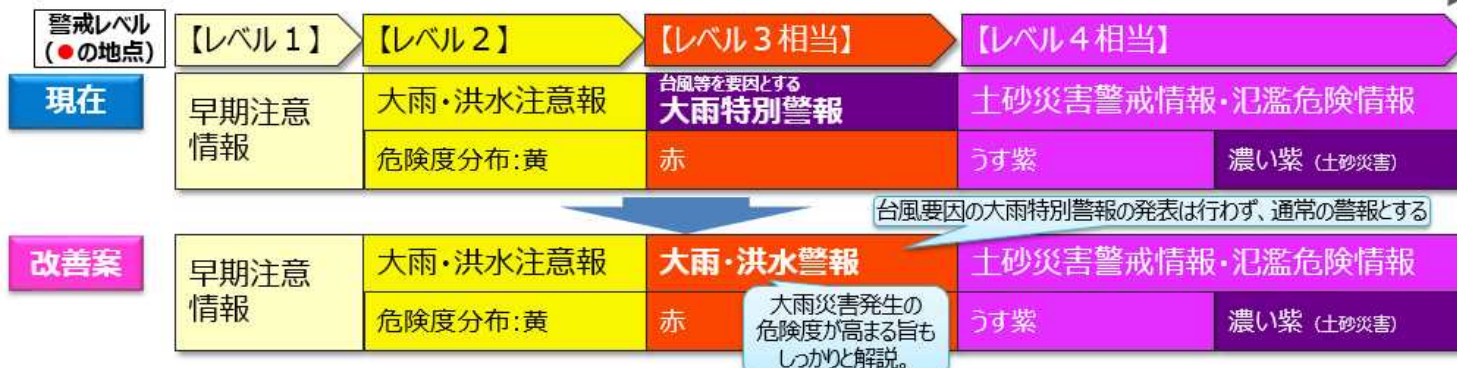 警戒レベル
(●の地点)
【レベル１】
【レベル２】
【レベル３相当】
【レベル４相当】
現在
早期注意
情報
大雨・洪水注意報
台風等を要因とする
大雨特別警報
土砂災害警戒情報・氾濫危険情報
危険度分布:黄
赤
うす紫
濃い紫（土砂災害）
台風要因の大雨特別警報の発表は行わず、通常の警報とする
改善案
早期注意
情報
大雨・洪水注意報
大雨・洪水警報
土砂災害警戒情報・氾濫危険情報
危険度分布:黄
赤
大雨災害発生の
危険度が高まる旨も
しっかりと解説。
うす紫
濃い紫（土砂災害）